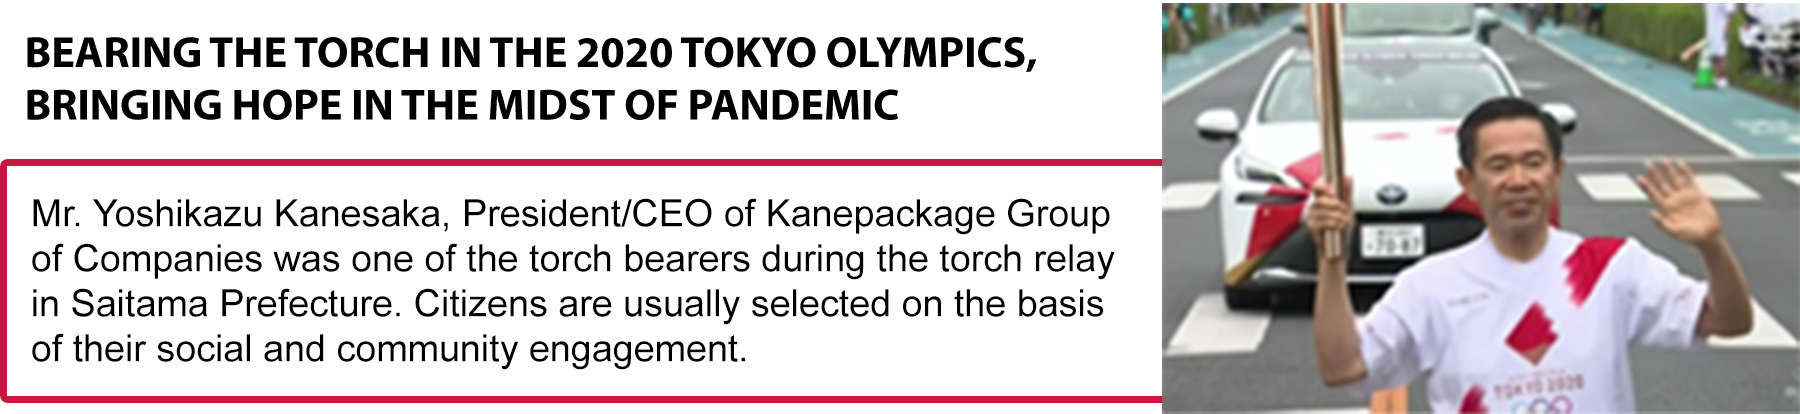 BEARING THE TORCH IN THE 2020 TOKYO OLYMPICS,
BRINGING HOPE IN THE MIDST OF PANDEMIC
Mr. Yoshikazu Kanesaka, President/CEO of Kanepackage Group
of Companies was one of the torch bearers during the torch relay
in Saitama Prefecture. Citizens are usually selected on the basis
of their social and community engagement.
TOKYO 2020